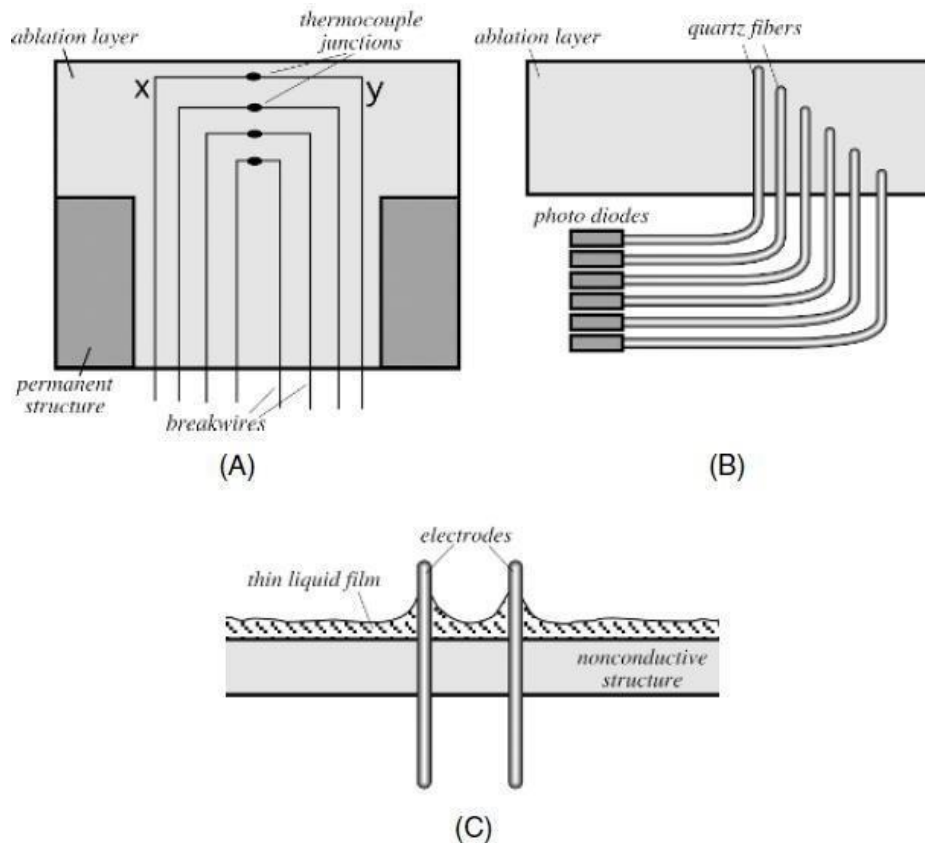 thermocouple
junctions
ablation layer
x
y
permanent
structure
breakwires
(A)
quartz fibers
ablation layer
photo diodes
(B)
electrodes
thin liquid film
nonconductive
structure
(C)